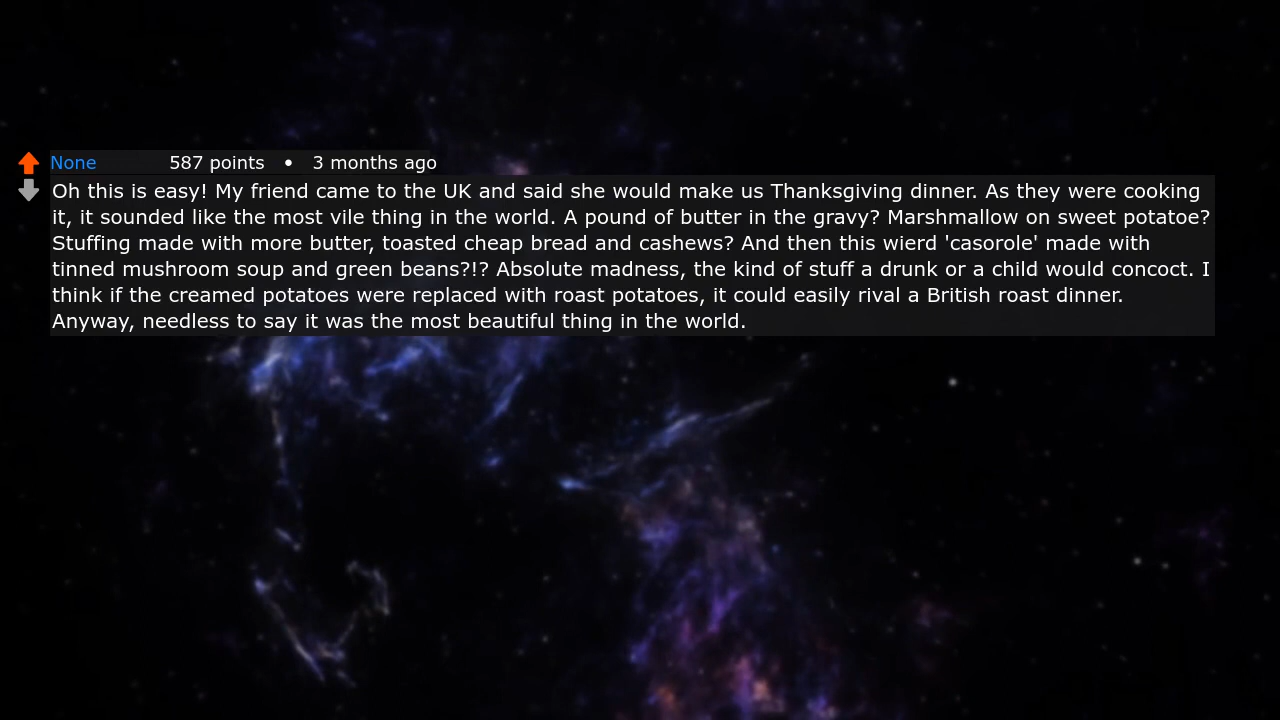 None 587 points • 3 months ago
Oh this is easy! My friend came to the UK and said she would make us Thanksgiving dinner. As they were cooking
it, it sounded like the most vile thing in the world. A pound of butter in the gravy? Marshmallow on sweet potatoe?
Stuffing made with more butter, toasted cheap bread and cashews? And then this wierd 'casorole' made with
tinned mushroom soup and green beans?!? Absolute madness, the kind of stuff a drunk or a child would concoct. I
think if the creamed potatoes were replaced with roast potatoes, it could easily rival a British roast dinner.
Anyway, needless to say it was the most beautiful thing in the world.